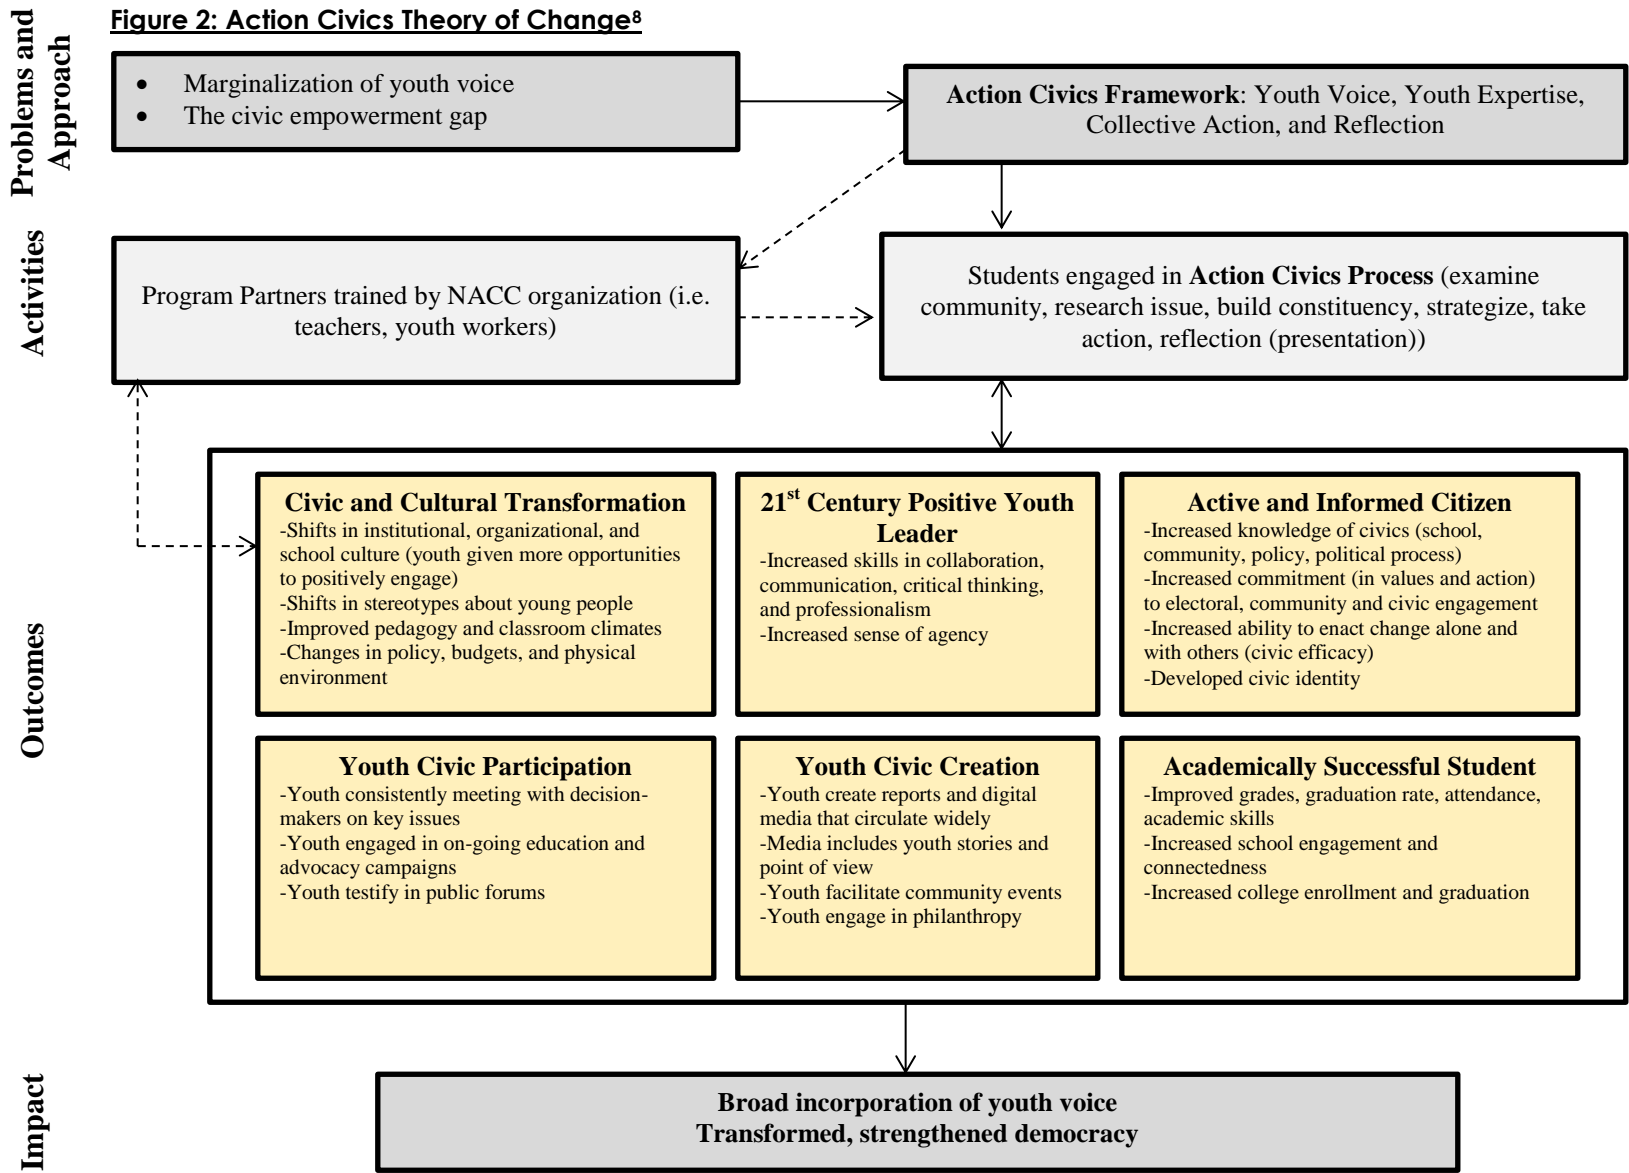 Figure 2: Action Civics Theory of Change8
Problems and
Approach
• Marginalization of youth voice
• The civic empowerment gap
Action Civics Framework: Youth Voice, Youth Expertise,
Collective Action, and Reflection
Activities
Program Partners trained by NACC organization (i.e.
teachers, youth workers)
Students engaged in Action Civics Process (examine
community, research issue, build constituency, strategize, take
action, reflection (presentation))
Outcomes
Civic and Cultural Transformation
-Shifts in institutional, organizational, and
school culture (youth given more opportunities
to positively engage)
-Shifts in stereotypes about young people
-Improved pedagogy and classroom climates
-Changes in policy, budgets, and physical
environment
21st Century Positive Youth
Leader
-Increased skills in collaboration,
communication, critical thinking,
and professionalism
-Increased sense of agency
Active and Informed Citizen
-Increased knowledge of civics (school,
community, policy, political process)
-Increased commitment (in values and action)
to electoral, community and civic engagement
-Increased ability to enact change alone and
with others (civic efficacy)
-Developed civic identity
Youth Civic Participation
-Youth consistently meeting with decision-
makers on key issues
-Youth engaged in on-going education and
advocacy campaigns
-Youth testify in public forums
Youth Civic Creation
-Youth create reports and digital
media that circulate widely
-Media includes youth stories and
point of view
-Youth facilitate community events
-Youth engage in philanthropy
Academically Successful Student
-Improved grades, graduation rate, attendance,
academic skills
-Increased school engagement and
connectedness
-Increased college enrollment and graduation
Impact
Broad incorporation of youth voice
Transformed, strengthened democracy